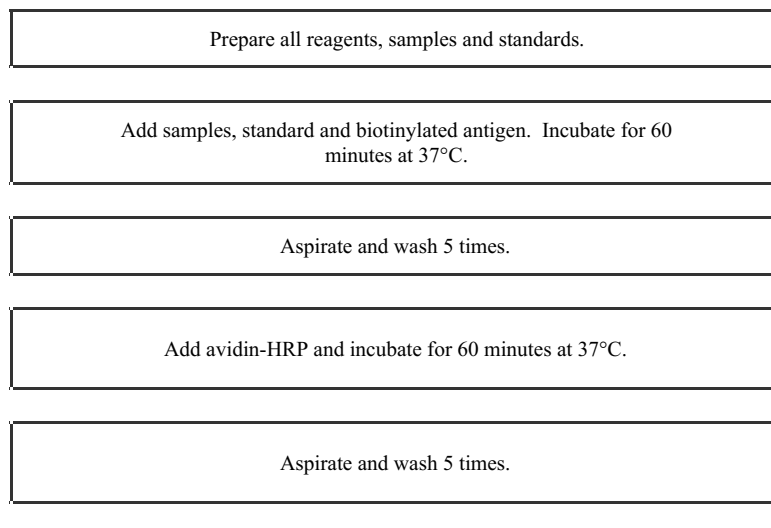 Prepare all reagents, samples and standards.
Add samples, standard and biotinylated antigen.  Incubate for 60
minutes at 37°C.
Aspirate and wash 5 times.
Add avidin-HRP and incubate for 60 minutes at 37°C.
Aspirate and wash 5 times.